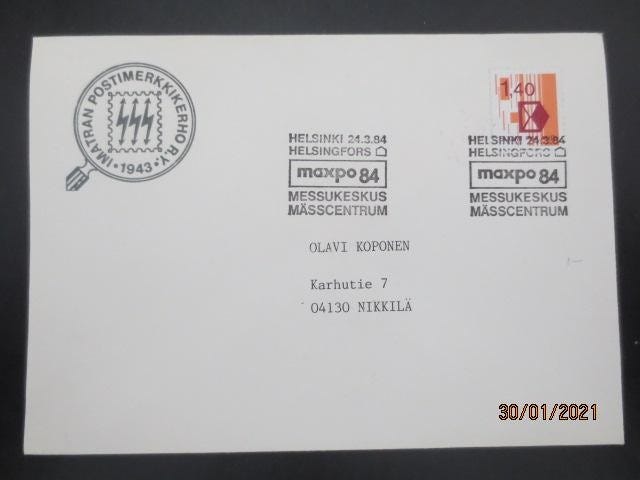 IMATRAN POSTIMERKKIKERHO R.Y.
• 1943 •
1,40
HELSINKI 24.3.84
HELSINGFORS
maxpo 84
MESSUKESKUS
MÄSSCENTRUM
HELSINKI 24.3.84
HELSINGFORS
maxpo 84
MESSUKESKUS
MÄSSCENTRUM
OLAVI KOPONEN
Karhutie 7
04130 NIKKILÄ
30/01/2021